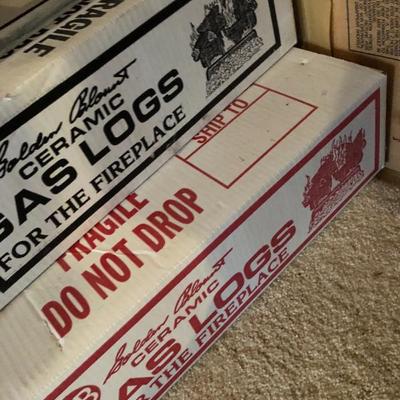 FRAGILE
Golden Blount
CERAMIC
GAS LOGS
FOR THE FIREPLACE
SHIP TO
FRAGILE
DO NOT DROP
B
Golden Blount
CERAMIC
GAS LOGS
FOR THE FIREPLACE